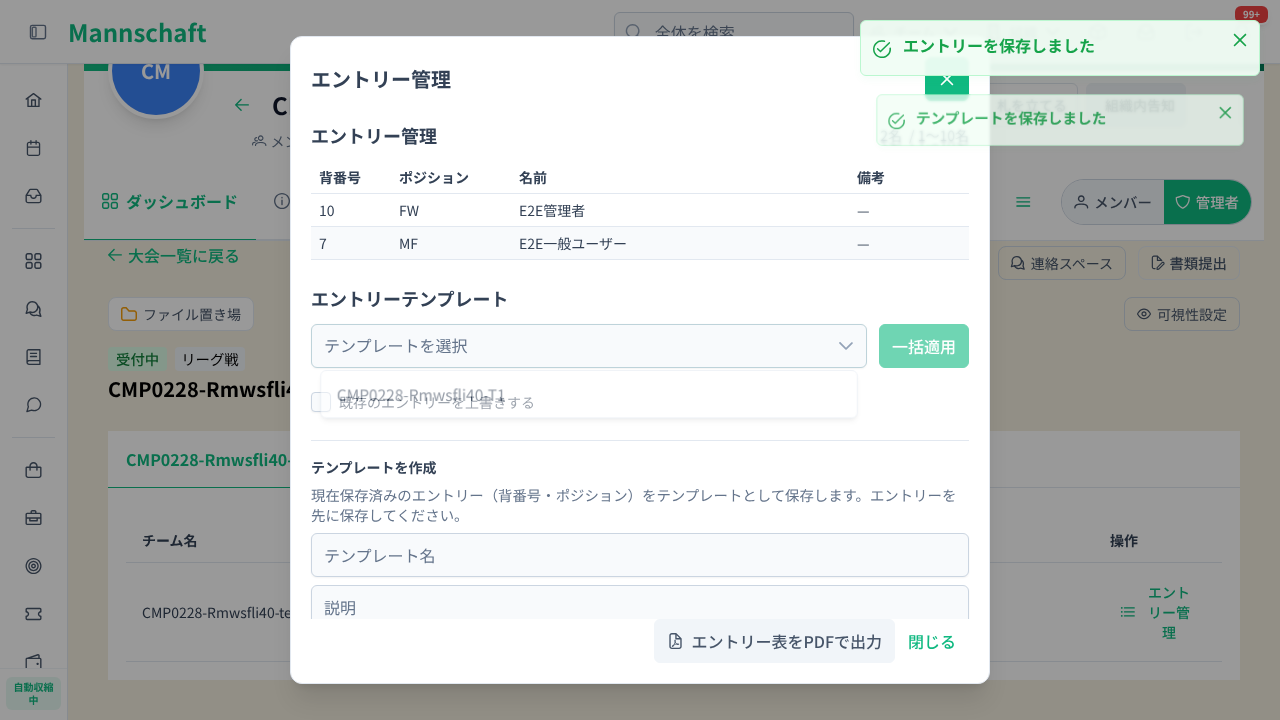 Mannschaft
全体を検索
99+
エントリーを保存しました
CM
エントリー管理
テンプレートを保存しました
エントリー管理
2名 / 1〜10名
背番号 ポジション 名前 備考
10 FW E2E管理者 —
7 MF E2E一般ユーザー —
ダッシュボード
メンバー
管理者
大会一覧に戻る
連絡スペース
書類提出
エントリーテンプレート
ファイル置き場
可視性設定
テンプレートを選択
一括適用
受付中
リーグ戦
CMP0228-Rmwsfli4
CMP0228-Rmwsfli40-T1
既存のエントリーを上書きする
CMP0228-Rmwsfli40-
テンプレートを作成
現在保存済みのエントリー（背番号・ポジション）をテンプレートとして保存します。エントリーを
先に保存してください。
チーム名
操作
テンプレート名
CMP0228-Rmwsfli40-te
説明
エント
リー管
理
エントリー表をPDFで出力
閉じる
自動収縮
中